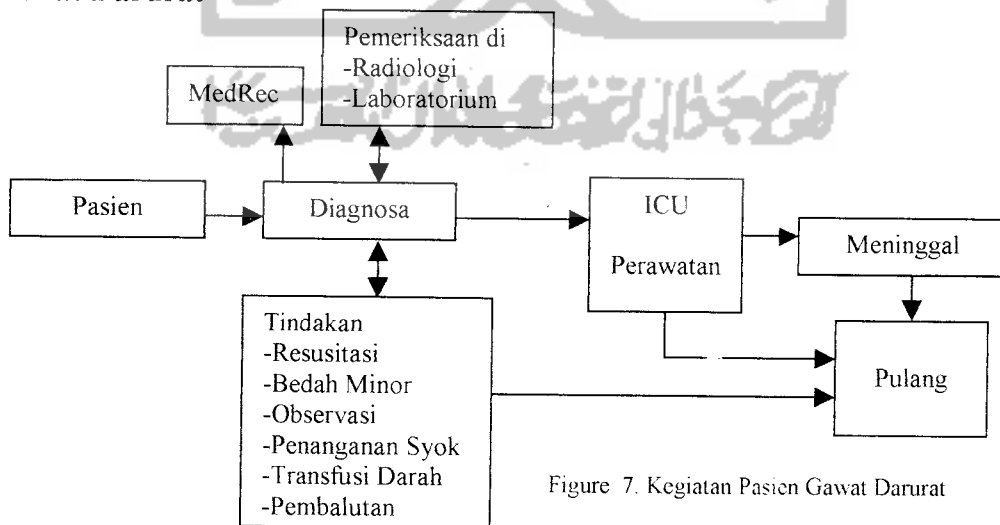 Pemeriksaan di
-Radiologi
-Laboratorium
MedRec
Pasien
Diagnosa
ICU
Perawatan
Meninggal
Tindakan
-Resusitasi
-Bedah Minor
-Observasi
-Penanganan Syok
-Transfusi Darah
-Pembalutan
Pulang
Figure 7. Kegiatan Pasien Gawat Darurat